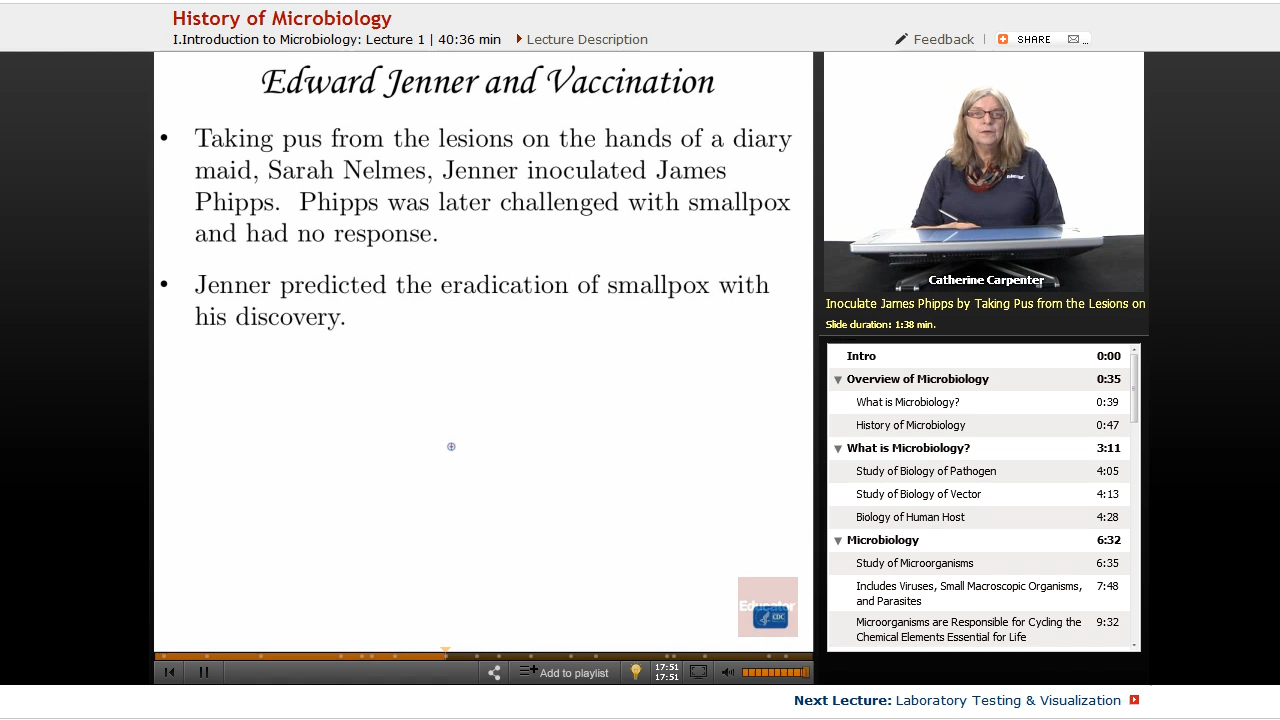 History of Microbiology
I.Introduction to Microbiology: Lecture 1 | 40:36 min
Lecture Description
Feedback
SHARE
...
Edward Jenner and Vaccination
• Taking pus from the lesions on the hands of a diary
maid, Sarah Nelmes, Jenner inoculated James
Phipps. Phipps was later challenged with smallpox
and had no response.
• Jenner predicted the eradication of smallpox with
his discovery.
Educator
CDC
Catherine Carpenter
Inoculate James Phipps by Taking Pus from the Lesions on
Slide duration: 1:38 min.
Intro 0:00
Overview of Microbiology 0:35
What is Microbiology? 0:39
History of Microbiology 0:47
What is Microbiology? 3:11
Study of Biology of Pathogen 4:05
Study of Biology of Vector 4:13
Biology of Human Host 4:28
Microbiology 6:32
Study of Microorganisms 6:35
Includes Viruses, Small Macroscopic Organisms, 7:48
and Parasites
Microorganisms are Responsible for Cycling the 9:32
Chemical Elements Essential for Life
Add to playlist
17:51
17:51
Next Lecture: Laboratory Testing & Visualization